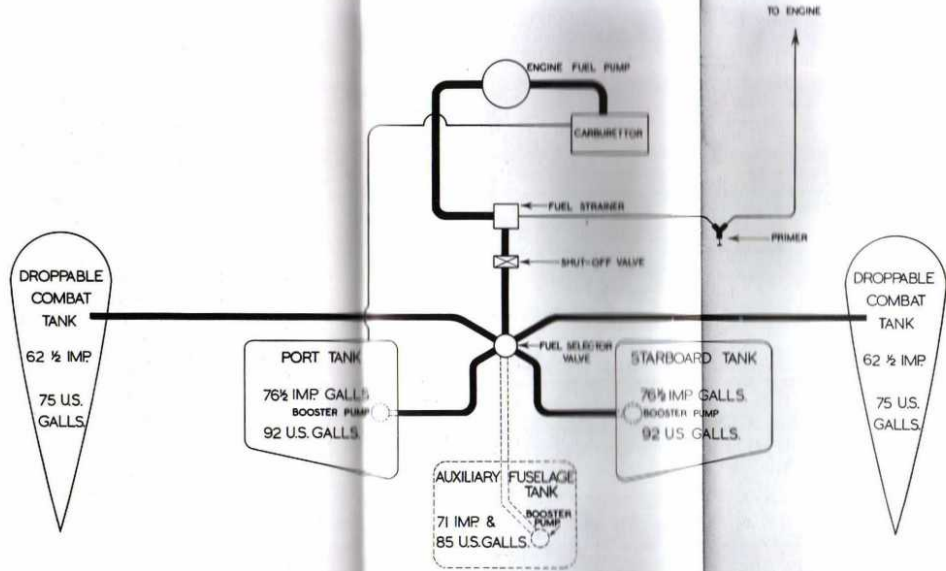 TO ENGINE
ENGINE FUEL PUMP
CARBURETTOR
FUEL STRAINER
PRIMER
SHUT-OFF VALVE
DROPPABLE
COMBAT
TANK
62 ½ IMP.
75 U.S.
GALLS.
FUEL SELECTOR
VALVE
PORT TANK
76½ IMP. GALLS.
BOOSTER PUMP
92 U.S. GALLS.
STARBOARD TANK
76½ IMP GALLS.
BOOSTER PUMP
92 US GALLS.
DROPPABLE
COMBAT
TANK
62 ½ IMP.
75 U.S.
GALLS.
AUXILIARY FUSELAGE
TANK
71 IMP. &
85 U.S.GALLS.
BOOSTER
PUMP